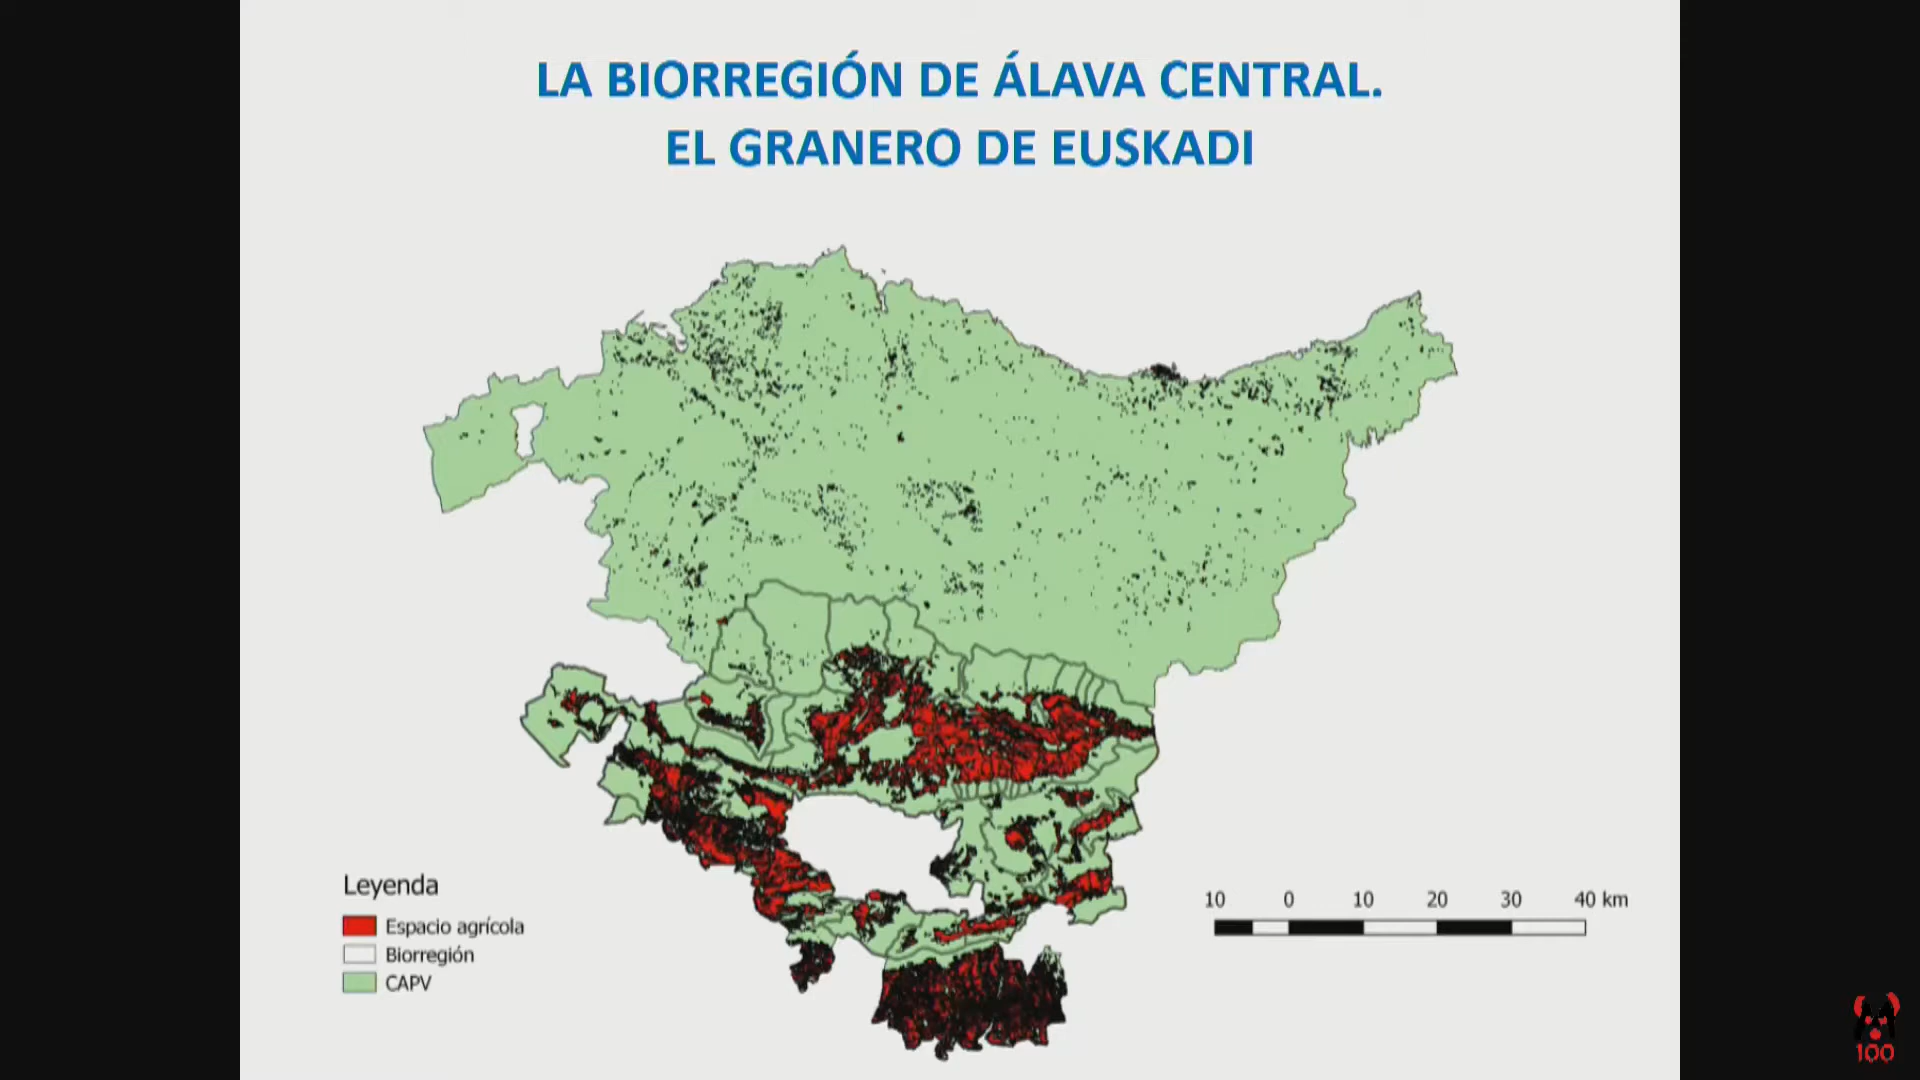 LA BIORREGIÓN DE ÁLAVA CENTRAL.
EL GRANERO DE EUSKADI
Leyenda
Espacio agrícola
Biorregión
CAPV
10 0 10 20 30 40 km
100